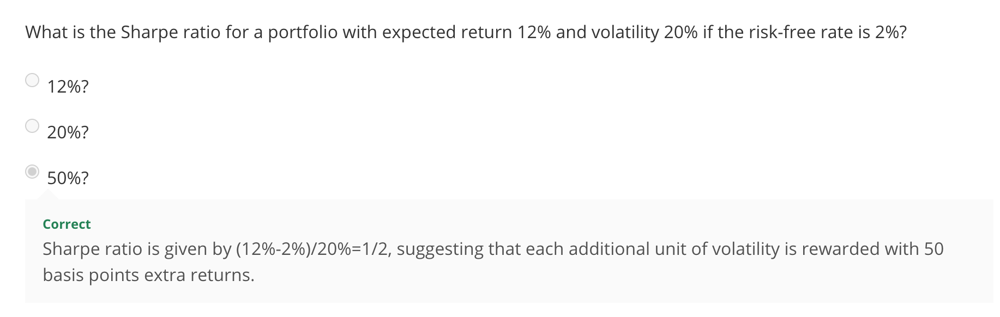 What is the Sharpe ratio for a portfolio with expected return 12% and volatility 20% if the risk-free rate is 2%?
12%?
20%?
50%?
Correct
Sharpe ratio is given by (12%-2%)/20%=1/2, suggesting that each additional unit of volatility is rewarded with 50
basis points extra returns.